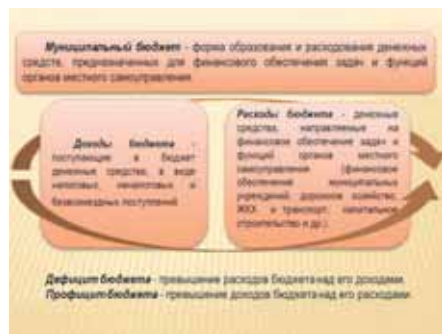 Муниципальный бюджет - форма образования и расходования денежных
средств, предназначенных для финансового обеспечения задач и функций
органов местного самоуправления
Доходы бюджета -
поступающие в бюджет
денежные средства, в виде
налоговых, неналоговых и
безвозмездных поступлений.
Расходы бюджета - денежные
средства, направляемые на
финансовое обеспечение задач и
функций органов местного
самоуправления (финансовое
обеспечение муниципальных
учреждений, дорожное хозяйство,
ЖКХ и транспорт, капитальное
строительство и др.).
Дефицит бюджета - превышение расходов бюджета над его доходами.
Профицит бюджета - превышение доходов бюджета над его расходами.